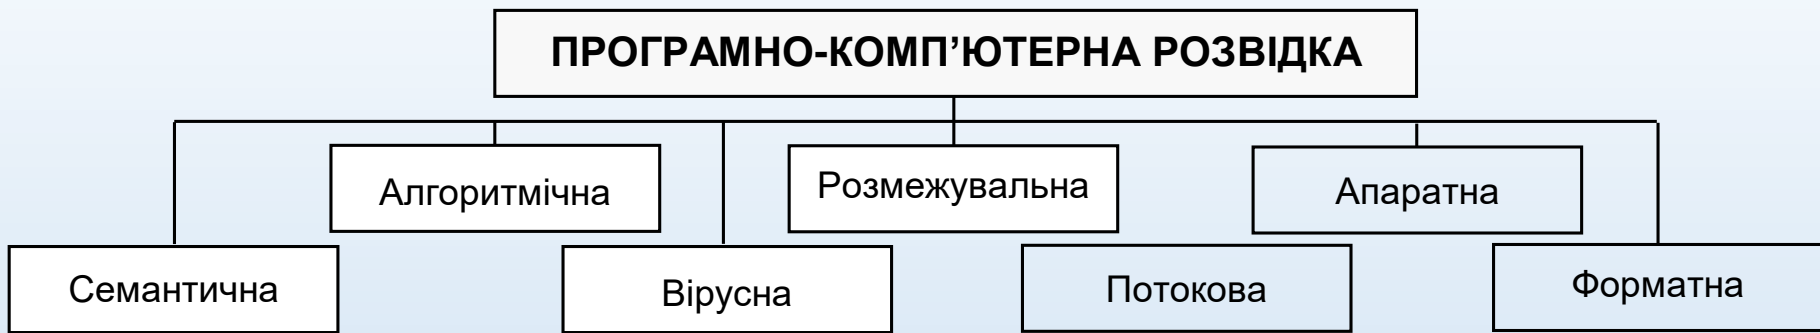 ПРОГРАМНО-КОМП’ЮТЕРНА РОЗВІДКА
Алгоритмічна
Розмежувальна
Апаратна
Семантична
Вірусна
Потокова
Форматна